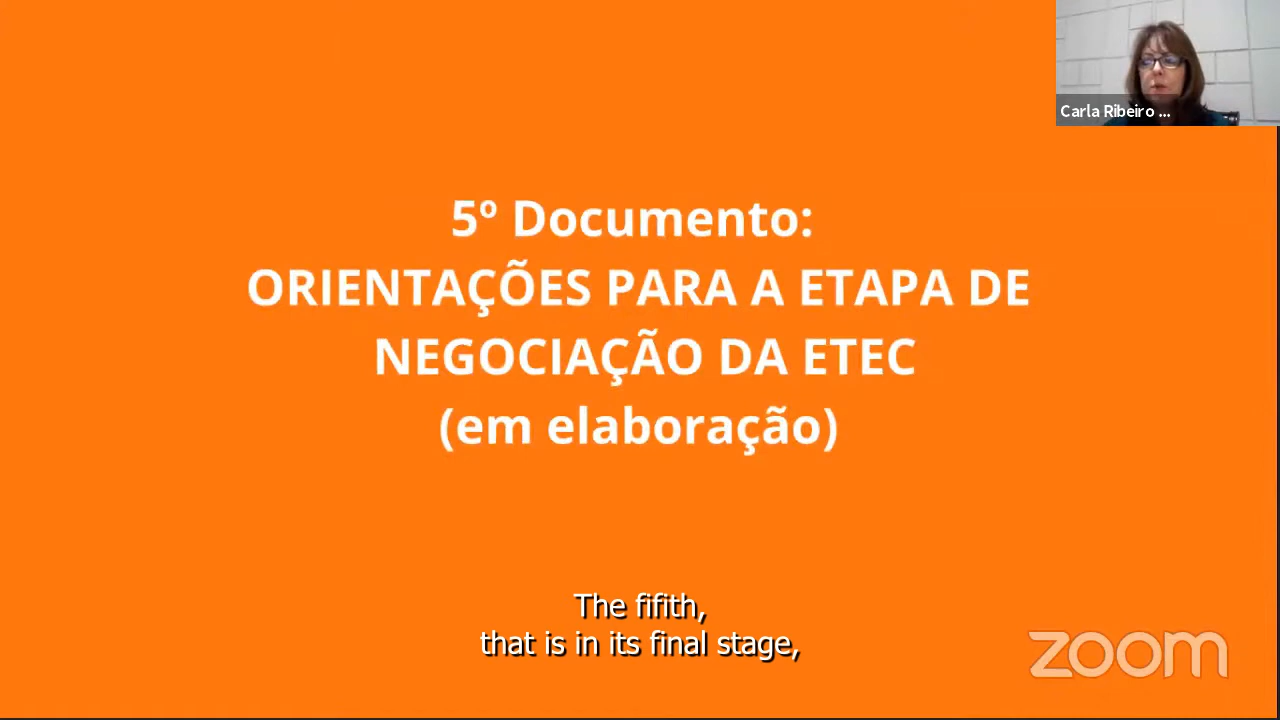 Carla Ribeiro ...
5º Documento:
ORIENTAÇÕES PARA A ETAPA DE
NEGOCIAÇÃO DA ETEC
(em elaboração)
The fifith,
that is in its final stage,
zoom